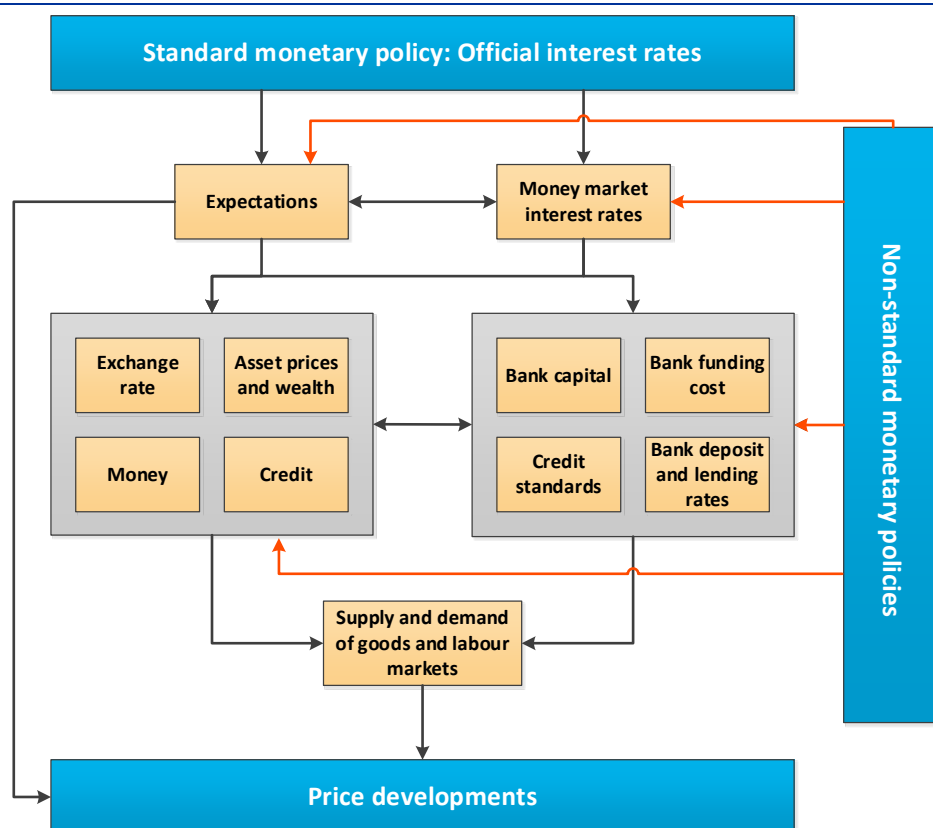 Standard monetary policy: Official interest rates
Expectations
Money market
interest rates
Non-standard monetary policies
Exchange
rate
Asset prices
and wealth
Bank capital
Bank funding
cost
Money
Credit
Credit
standards
Bank deposit
and lending
rates
Supply and demand
of goods and labour
markets
Price developments